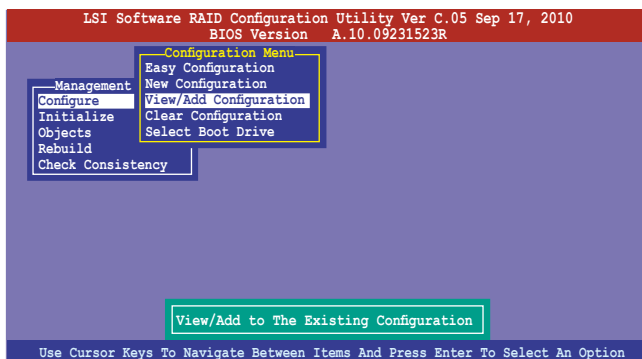 LSI Software RAID Configuration Utility Ver C.05 Sep 17, 2010
BIOS Version A.10.09231523R
Configuration Menu
Easy Configuration
New Configuration
View/Add Configuration
Clear Configuration
Select Boot Drive
Management
Configure
Initialize
Objects
Rebuild
Check Consistency
View/Add to The Existing Configuration
Use Cursor Keys To Navigate Between Items And Press Enter To Select An Option